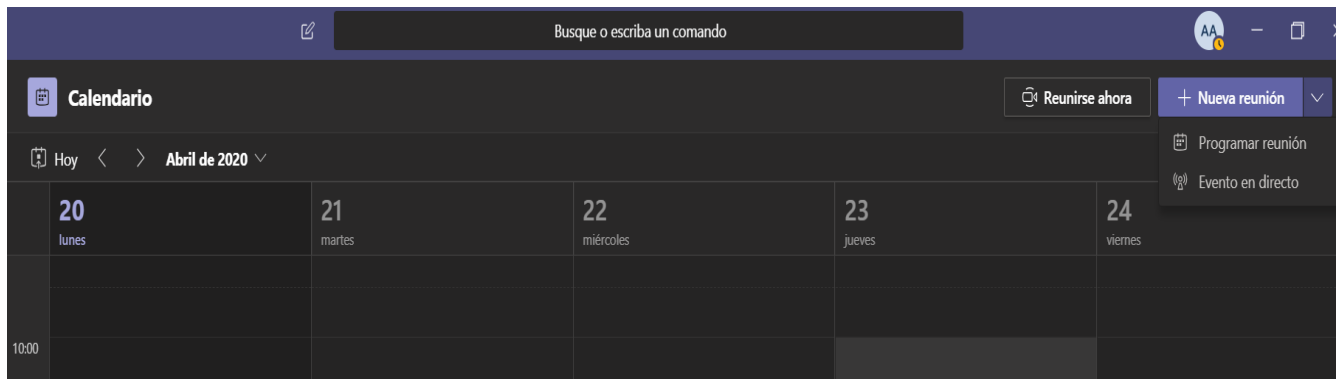 Busque o escriba un comando
AA
Calendario
Reunirse ahora
+ Nueva reunión
Programar reunión
Evento en directo
Hoy
Abril de 2020
20
lunes
21
martes
22
miércoles
23
jueves
24
viernes
10:00